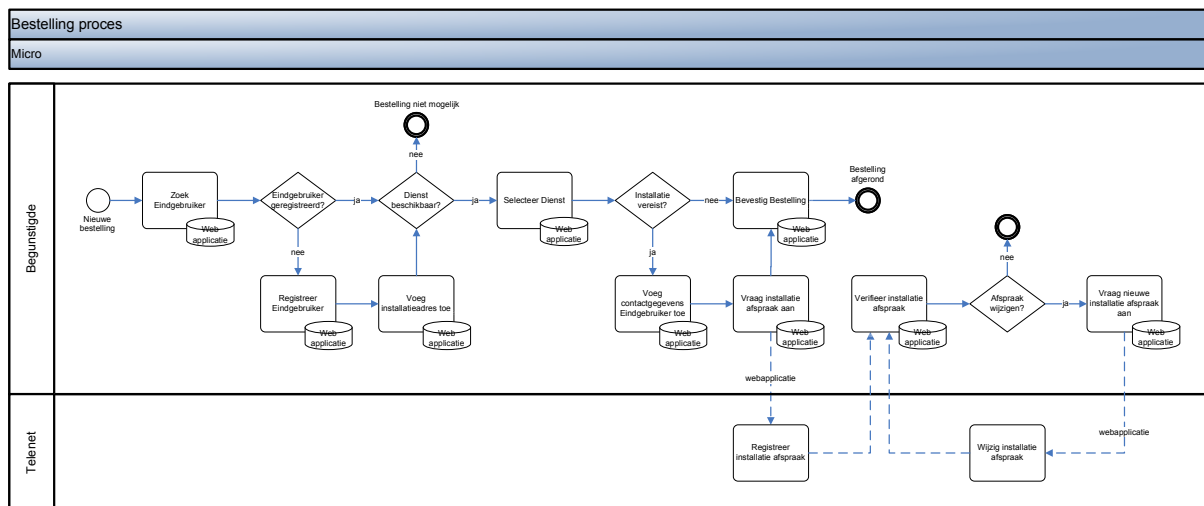 Bestelling proces
Micro
Begunstigde
Nieuwe
bestelling
Zoek
Eindgebruiker
Web
applicatie
Eindgebruiker
geregistreerd?
ja
nee
Registreer
Eindgebruiker
Web
applicatie
Voeg
installatieadres toe
Web
applicatie
Bestelling niet mogelijk
nee
Dienst
beschikbaar?
ja
Selecteer Dienst
Web
applicatie
Installatie
vereist?
nee
ja
Voeg
contactgegevens
Eindgebruiker toe
Web
applicatie
Bevestig Bestelling
Web
applicatie
Bestelling
afgerond
Vraag installatie
afspraak aan
Web
applicatie
webapplicatie
Verifieer installatie
afspraak
Web
applicatie
nee
Afspraak
wijzigen?
ja
Vraag nieuwe
installatie afspraak
aan
Web
applicatie
webapplicatie
Telenet
Registreer
installatie afspraak
Wijzig installatie
afspraak